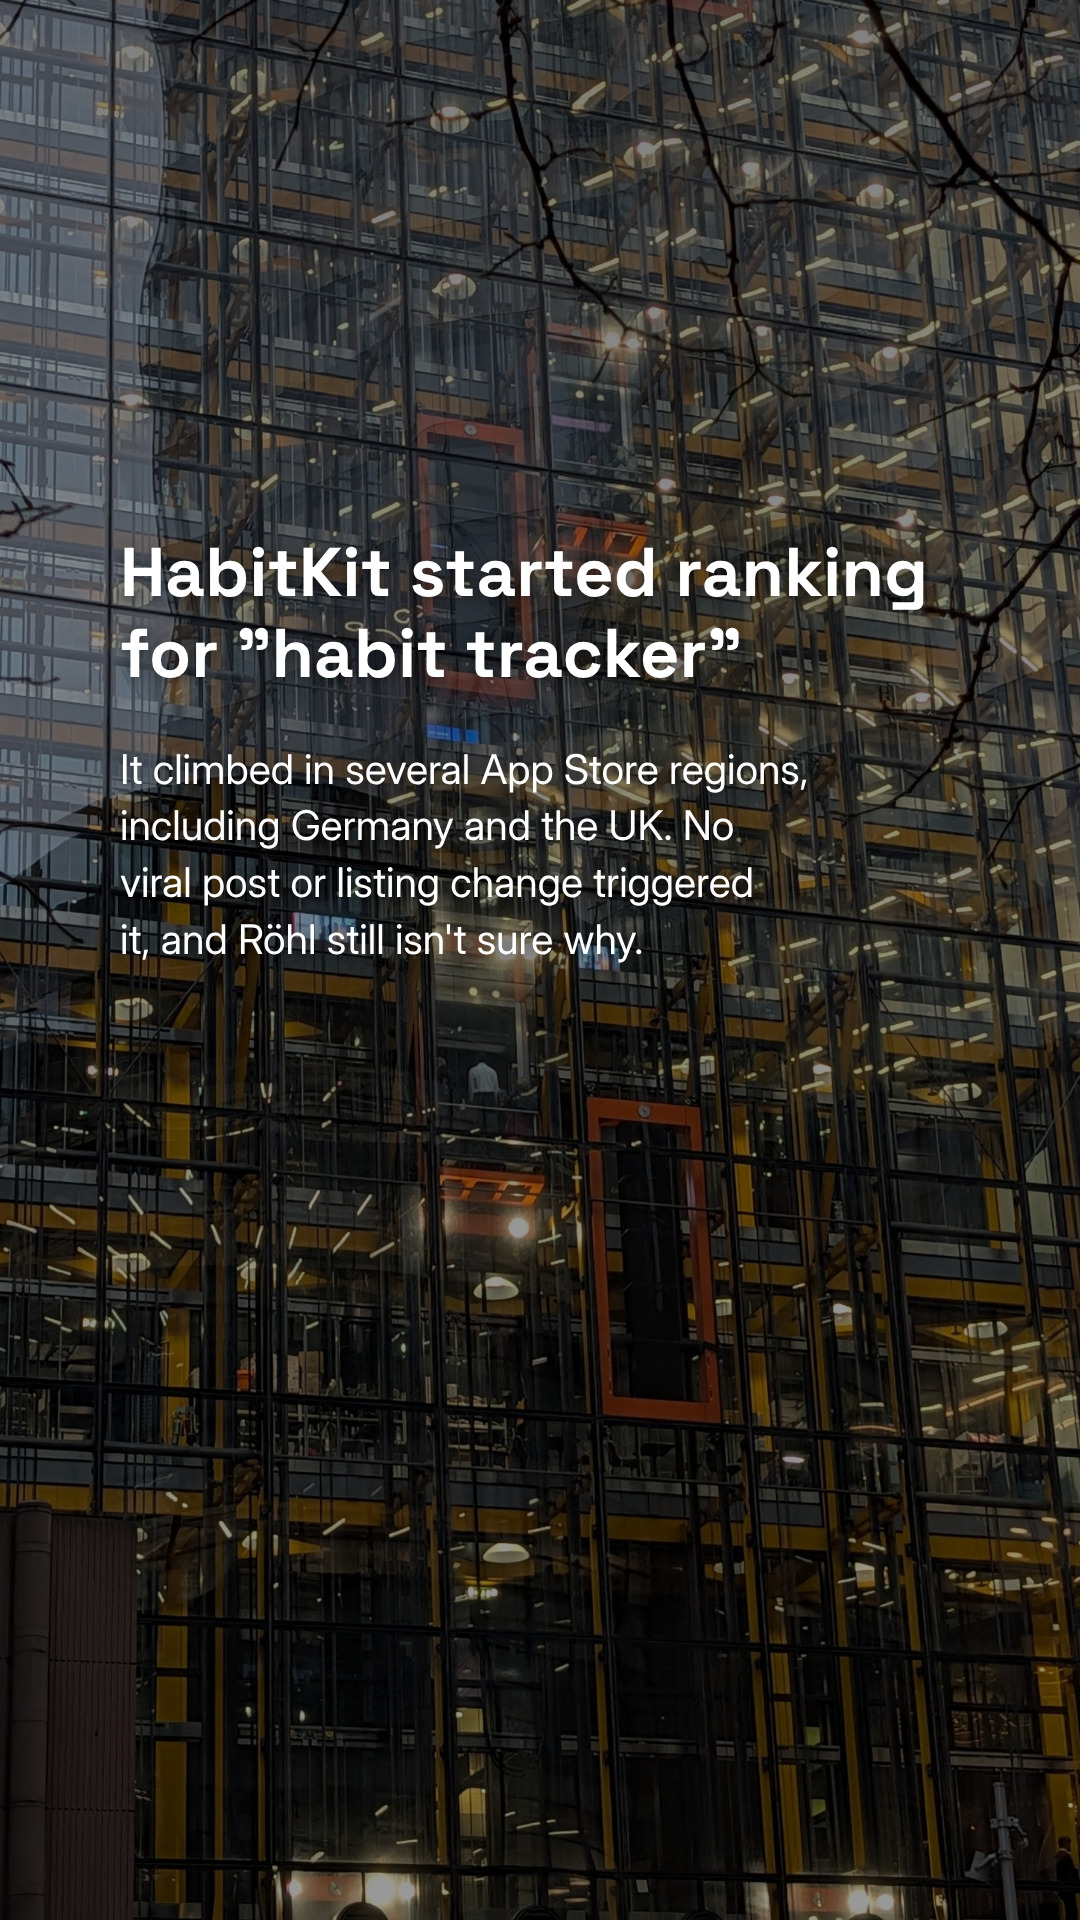 HabitKit started ranking
for ”habit tracker”
It climbed in several App Store regions,
including Germany and the UK. No
viral post or listing change triggered
it, and Röhl still isn't sure why.